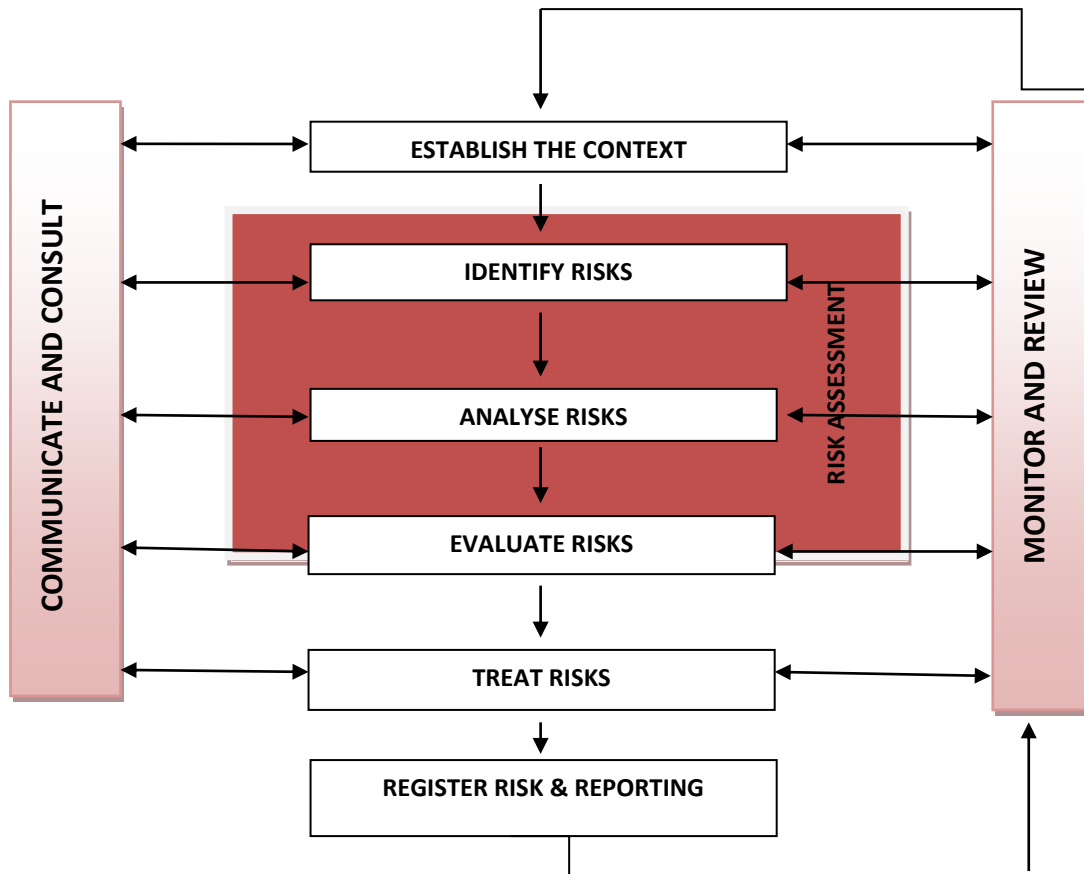 ESTABLISH THE CONTEXT
COMMUNICATE AND CONSULT
IDENTIFY RISKS
RISK ASSESSMENT
MONITOR AND REVIEW
ANALYSE RISKS
EVALUATE RISKS
TREAT RISKS
REGISTER RISK & REPORTING